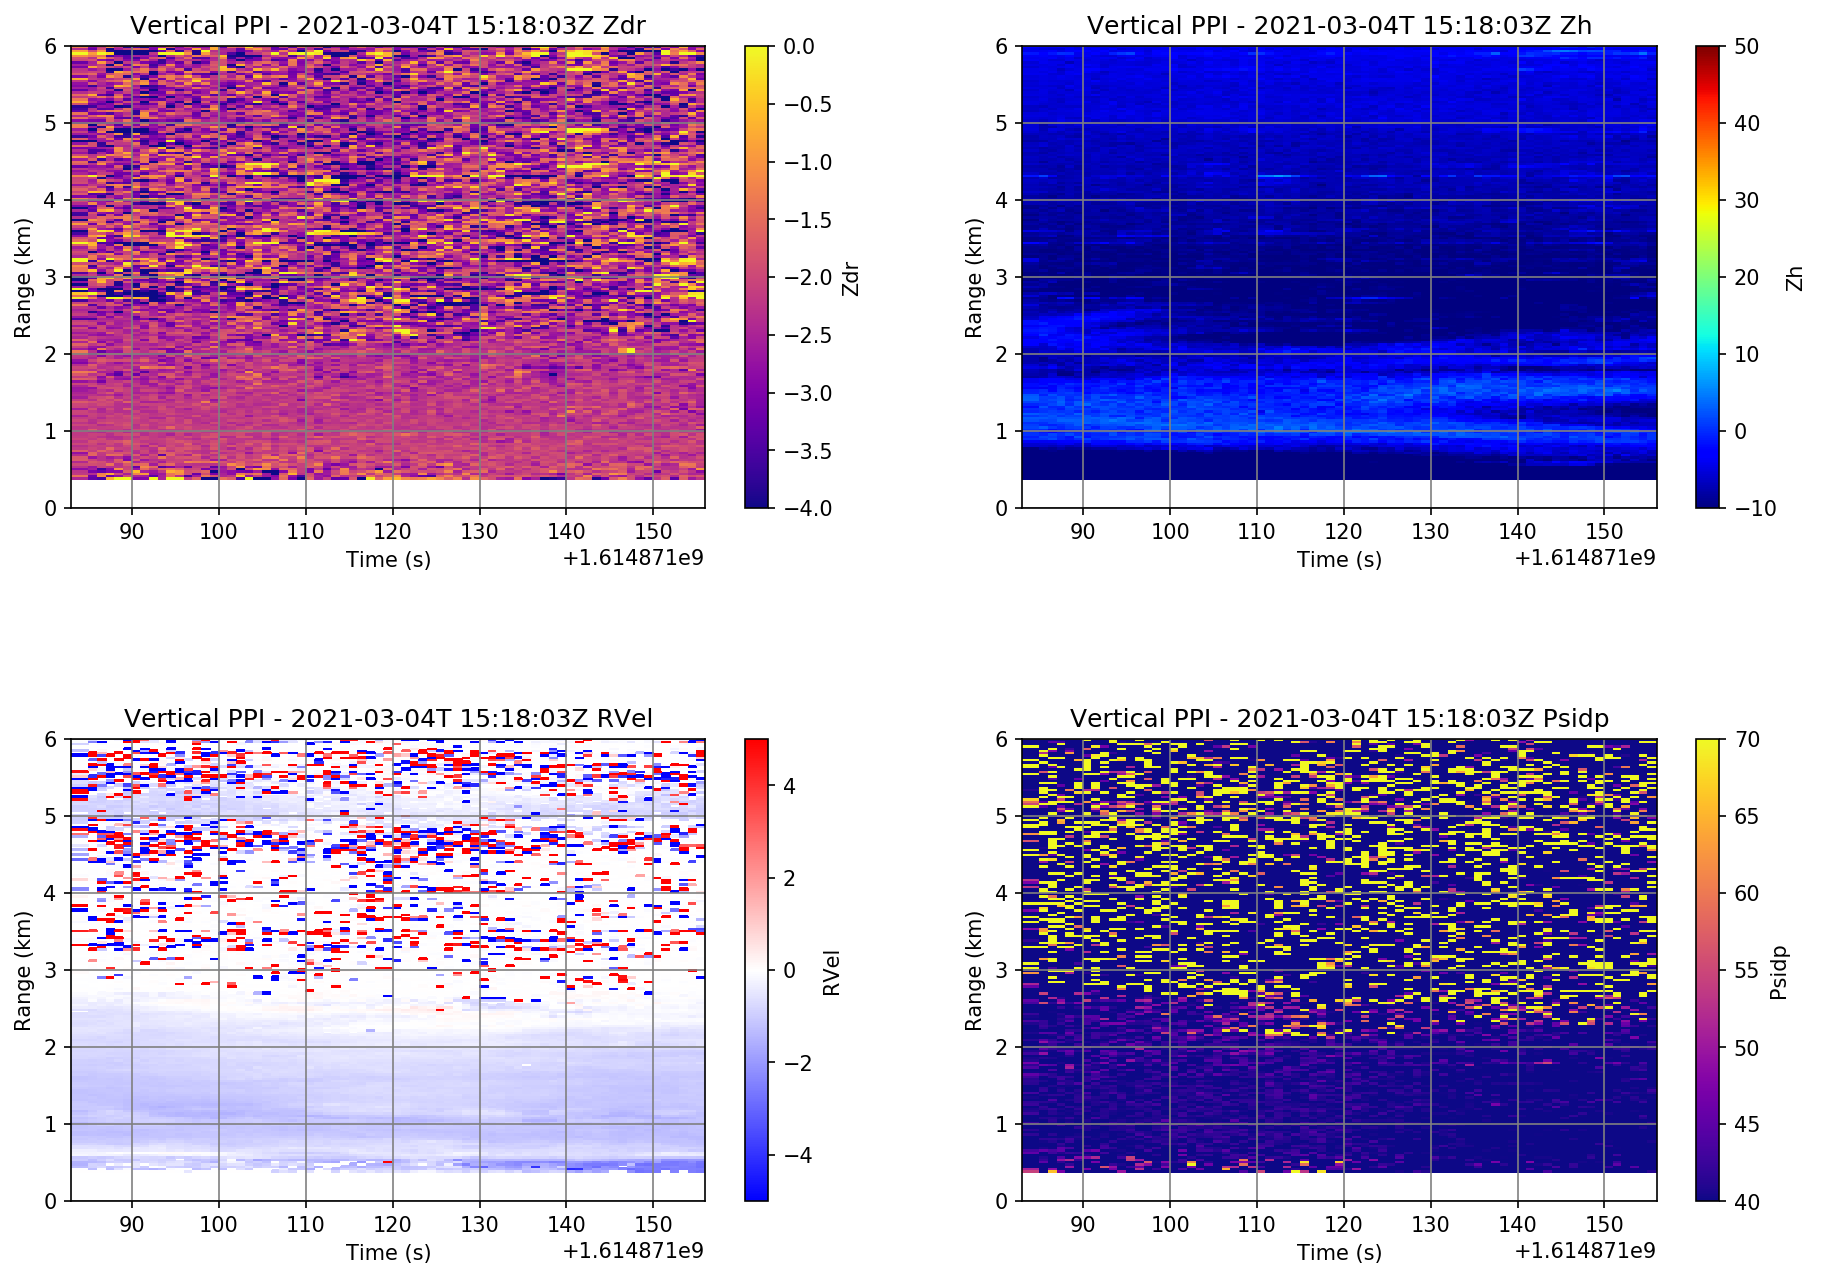 Vertical PPI - 2021-03-04T 15:18:03Z Zdr
6
5
4
3
2
1
0
Range (km)
90 100 110 120 130 140 150
Time (s)
+1.614871e9
0.0
−0.5
−1.0
−1.5
−2.0
−2.5
−3.0
−3.5
−4.0
Zdr
Vertical PPI - 2021-03-04T 15:18:03Z Zh
6
5
4
3
2
1
0
Range (km)
90 100 110 120 130 140 150
Time (s)
+1.614871e9
50
40
30
20
10
0
−10
Zh
Vertical PPI - 2021-03-04T 15:18:03Z RVel
6
5
4
3
2
1
0
Range (km)
90 100 110 120 130 140 150
Time (s)
+1.614871e9
4
2
0
−2
−4
RVel
Vertical PPI - 2021-03-04T 15:18:03Z Psidp
6
5
4
3
2
1
0
Range (km)
90 100 110 120 130 140 150
Time (s)
+1.614871e9
70
65
60
55
50
45
40
Psidp